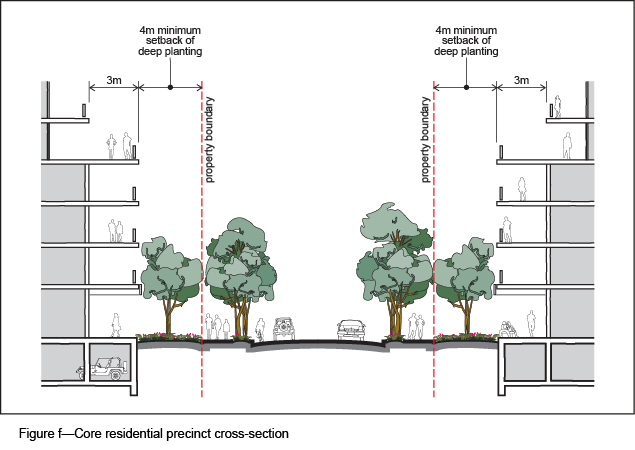 4m minimum
setback of
deep planting
4m minimum
setback of
deep planting
3m
3m
property boundary
property boundary
Figure f—Core residential precinct cross-section